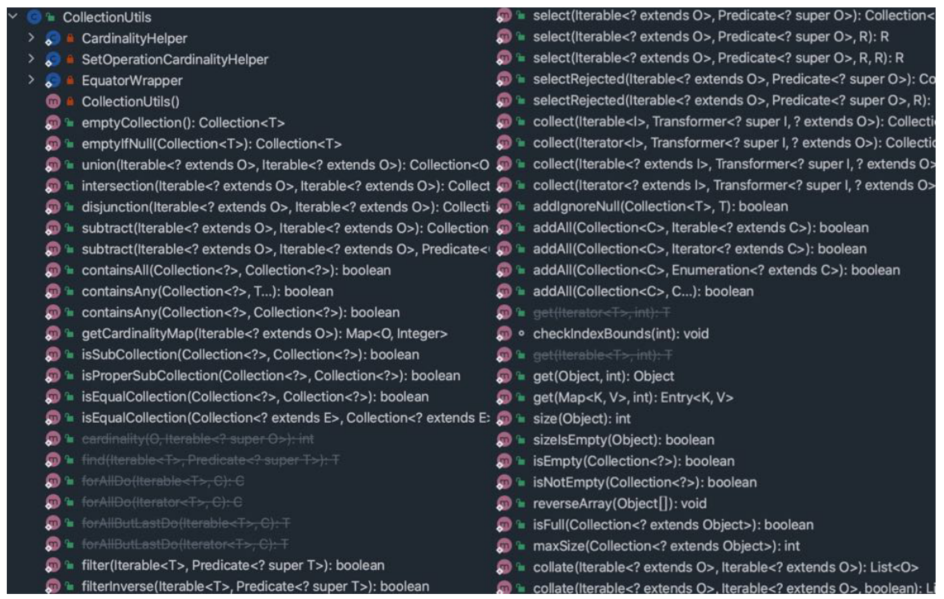 CollectionUtils
CardinalityHelper
SetOperationCardinalityHelper
EquatorWrapper
CollectionUtils()
emptyCollection(): Collection<T>
emptyIfNull(Collection<T>): Collection<T>
union(Iterable<? extends O>, Iterable<? extends O>): Collection<O
intersection(Iterable<? extends O>, Iterable<? extends O>): Collect
disjunction(Iterable<? extends O>, Iterable<? extends O>): Collecti
subtract(Iterable<? extends O>, Iterable<? extends O>): Collection
subtract(Iterable<? extends O>, Iterable<? extends O>, Predicate<
containsAll(Collection<?>, Collection<?>): boolean
containsAny(Collection<?>, T...): boolean
containsAny(Collection<?>, Collection<?>): boolean
getCardinalityMap(Iterable<? extends O>): Map<O, Integer>
isSubCollection(Collection<?>, Collection<?>): boolean
isProperSubCollection(Collection<?>, Collection<?>): boolean
isEqualCollection(Collection<?>, Collection<?>): boolean
isEqualCollection(Collection<? extends E>, Collection<? extends E>
cardinality(O, Iterable<? super O>): int
find(Iterable<T>, Predicate<? super T>): T
forAllDo(Iterable<T>, C): C
forAllDo(Iterator<T>, C): C
forAllButLastDo(Iterable<T>, C): T
forAllButLastDo(Iterator<T>, C): T
filter(Iterable<T>, Predicate<? super T>): boolean
filterInverse(Iterable<T>, Predicate<? super T>): boolean
select(Iterable<? extends O>, Predicate<? super O>): Collection<
select(Iterable<? extends O>, Predicate<? super O>, R): R
select(Iterable<? extends O>, Predicate<? super O>, R, R): R
selectRejected(Iterable<? extends O>, Predicate<? super O>): Co
selectRejected(Iterable<? extends O>, Predicate<? super O>, R):
collect(Iterable<I>, Transformer<? super I, ? extends O>): Collecti
collect(Iterator<I>, Transformer<? super I, ? extends O>): Collectio
collect(Iterable<? extends I>, Transformer<? super I, ? extends O>
collect(Iterator<? extends I>, Transformer<? super I, ? extends O>
addIgnoreNull(Collection<T>, T): boolean
addAll(Collection<C>, Iterable<? extends C>): boolean
addAll(Collection<C>, Iterator<? extends C>): boolean
addAll(Collection<C>, Enumeration<? extends C>): boolean
addAll(Collection<C>, C...): boolean
get(Iterator<T>, int): T
checkIndexBounds(int): void
get(Iterable<T>, int): T
get(Object, int): Object
get(Map<K, V>, int): Entry<K, V>
size(Object): int
sizeIsEmpty(Object): boolean
isEmpty(Collection<?>): boolean
isNotEmpty(Collection<?>): boolean
reverseArray(Object[]): void
isFull(Collection<? extends Object>): boolean
maxSize(Collection<? extends Object>): int
collate(Iterable<? extends O>, Iterable<? extends O>): List<O>
collate(Iterable<? extends O>, Iterable<? extends O>, boolean): Li